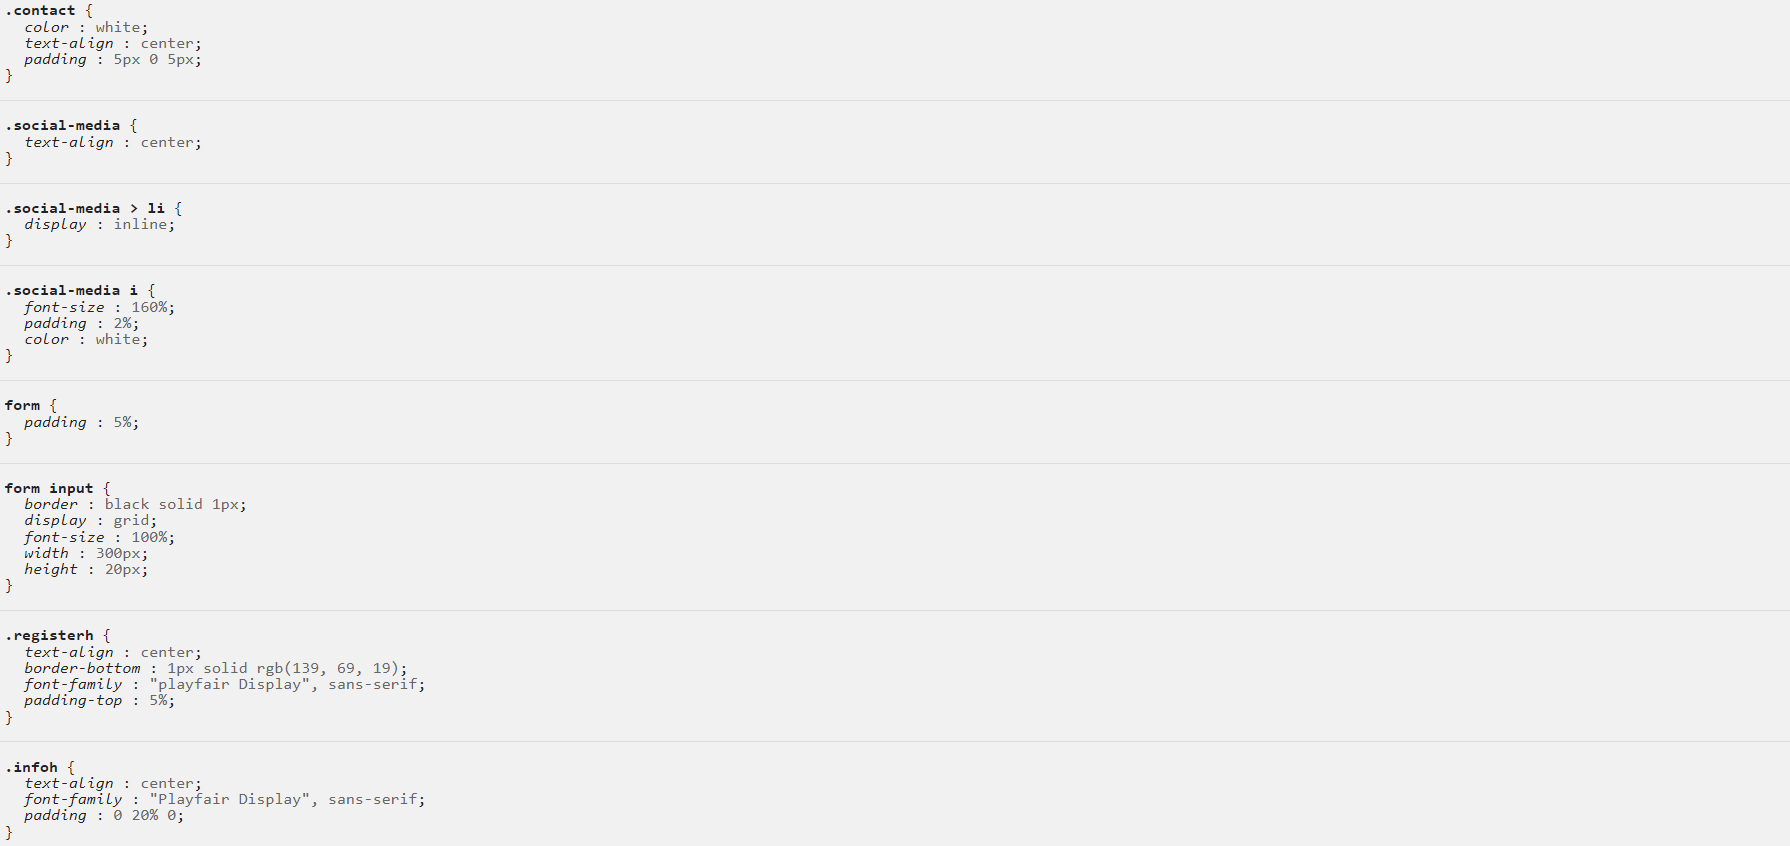 .contact {
color : white;
text-align : center;
padding : 5px 0 5px;
}
.social-media {
text-align : center;
}
.social-media > li {
display : inline;
}
.social-media i {
font-size : 160%;
padding : 2%;
color : white;
}
form {
padding : 5%;
}
form input {
border : black solid 1px;
display : grid;
font-size : 100%;
width : 300px;
height : 20px;
}
.registerh {
text-align : center;
border-bottom : 1px solid rgb(139, 69, 19);
font-family : "playfair Display", sans-serif;
padding-top : 5%;
}
.infoh {
text-align : center;
font-family : "Playfair Display", sans-serif;
padding : 0 20% 0;
}